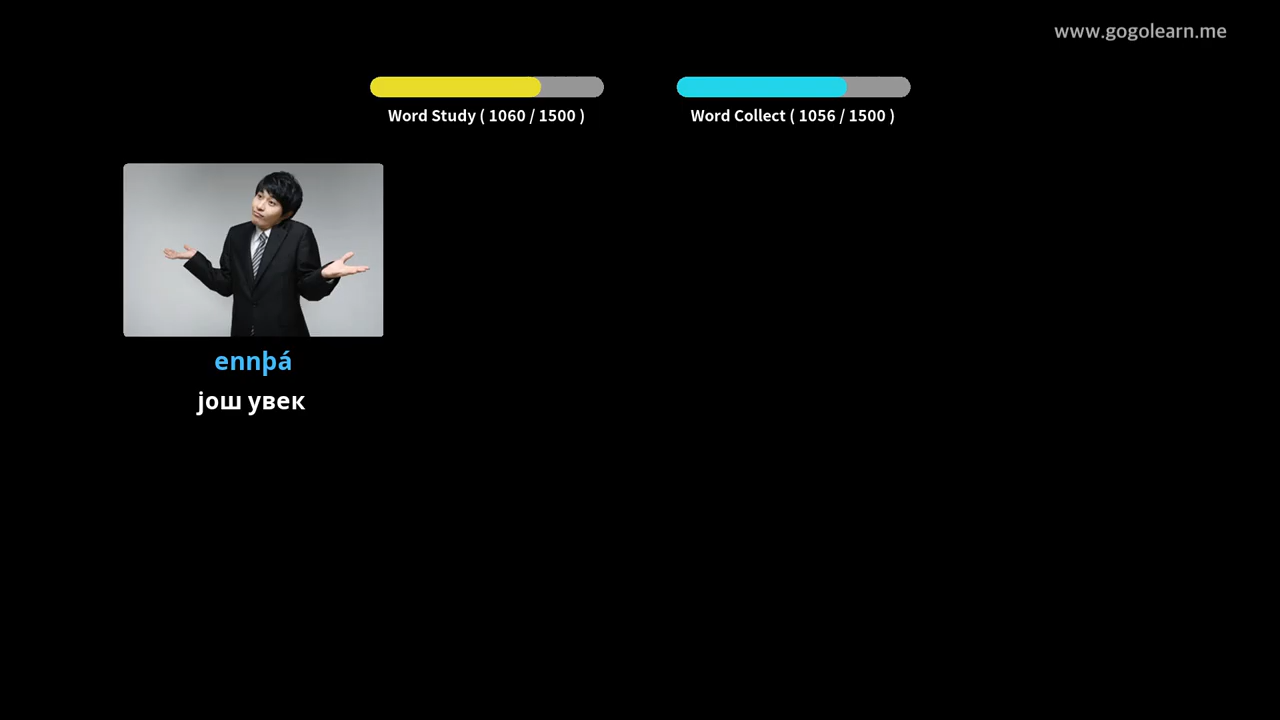 www.gogolearn.me
Word Study ( 1060 / 1500 )
Word Collect ( 1056 / 1500 )
ennþá
још увек